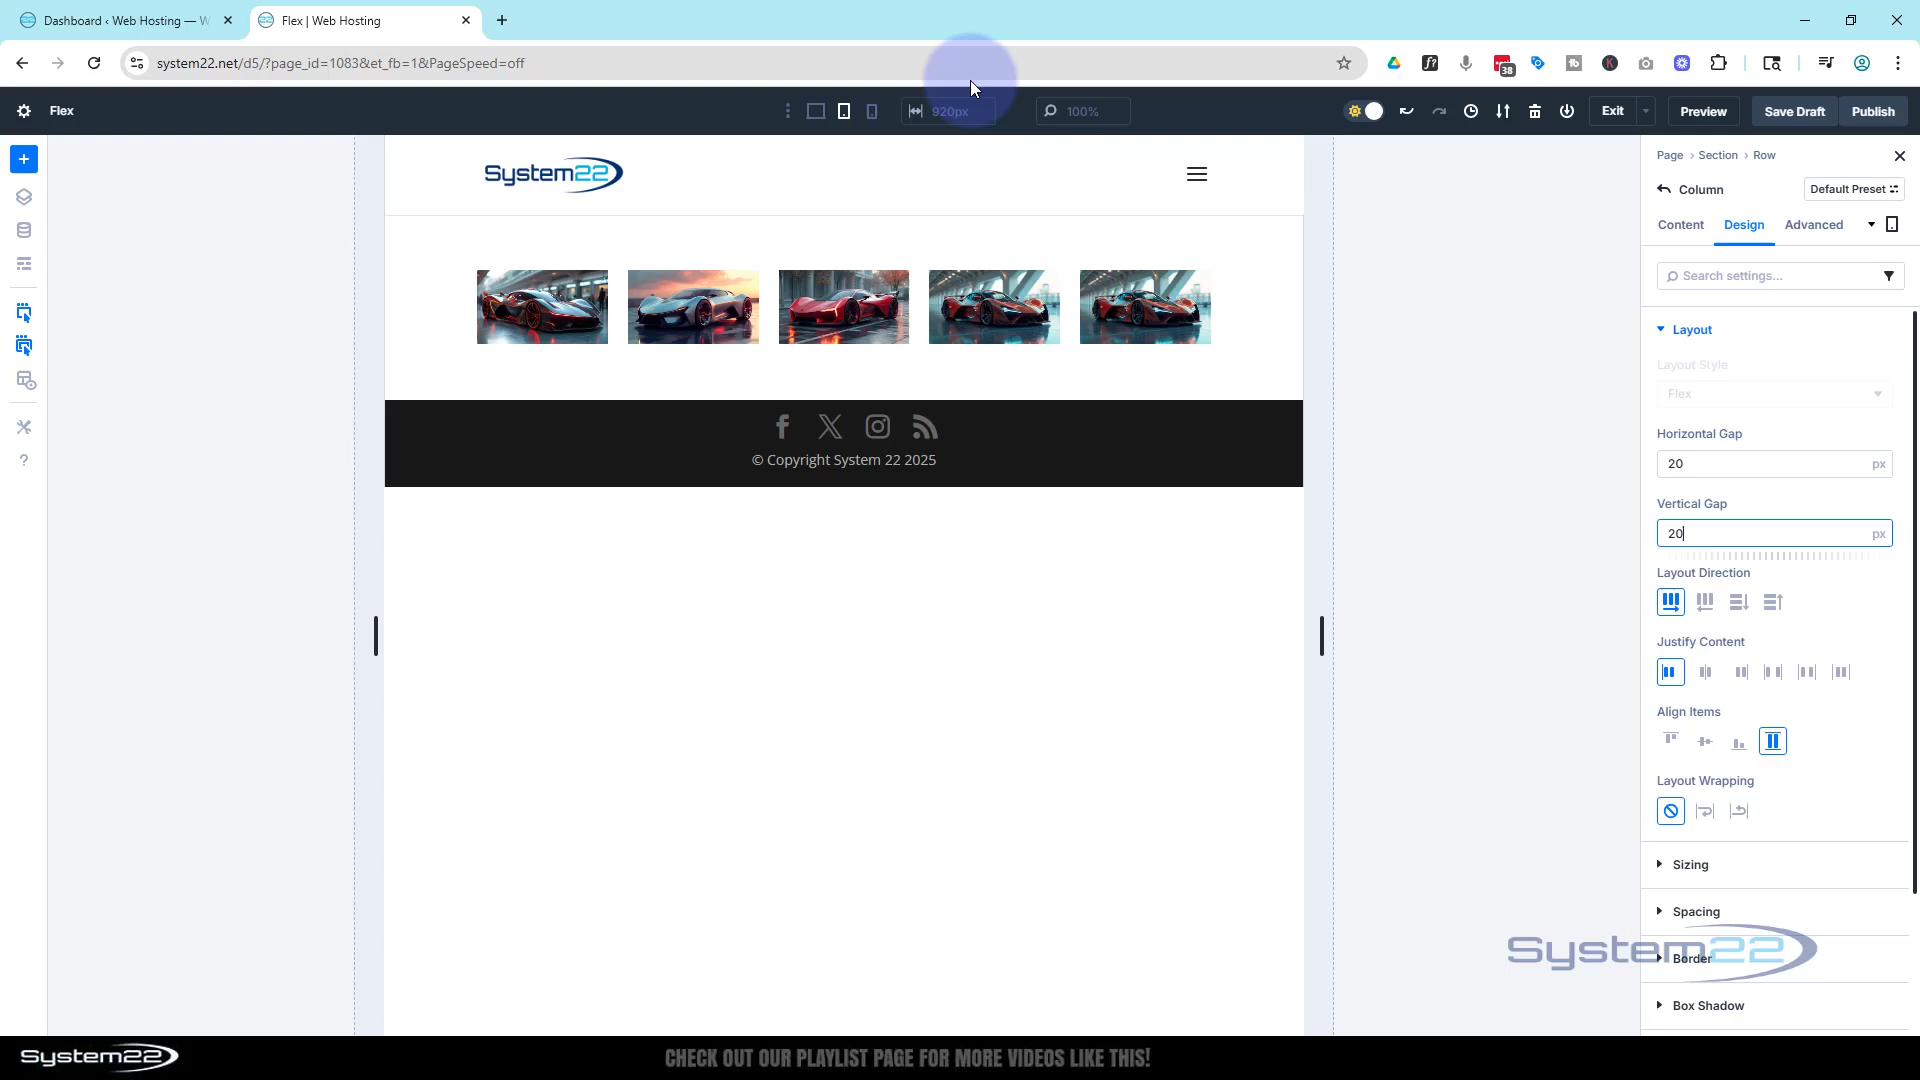 Dashboard ‹ Web Hosting — W
Flex | Web Hosting
system22.net/d5/?page_id=1083&et_fb=1&PageSpeed=off
38
Flex
920px
100%
Exit
Preview
Save Draft
Publish
System22
© Copyright System 22 2025
Page › Section › Row
Column
Default Preset
Content
Design
Advanced
Search settings...
Layout
Layout Style
Flex
Horizontal Gap
20
px
Vertical Gap
20
px
Layout Direction
Justify Content
Align Items
Layout Wrapping
Sizing
Spacing
System22
Border
Box Shadow
System22
CHECK OUT OUR PLAYLIST PAGE FOR MORE VIDEOS LIKE THIS!